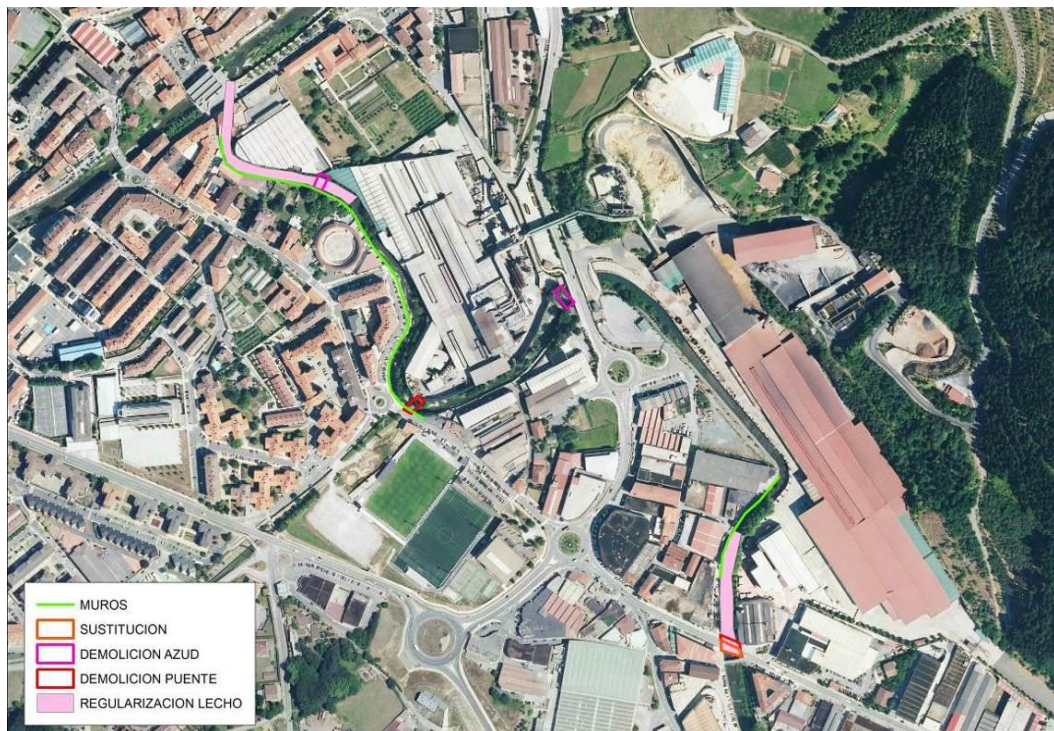 MUROS
SUSTITUCION
DEMOLICION AZUD
DEMOLICION PUENTE
REGULARIZACION LECHO